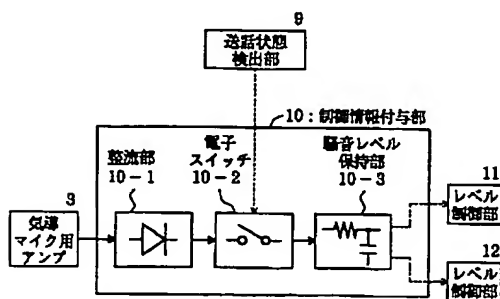 9
送話状態
検出部
10：制御情報付与部
整流部
10-1
電子
スイッチ
10-2
騒音レベル
保持部
10-3
3
気導
マイク用
アンプ
11
レベル
制御部
12
レベル
制御部